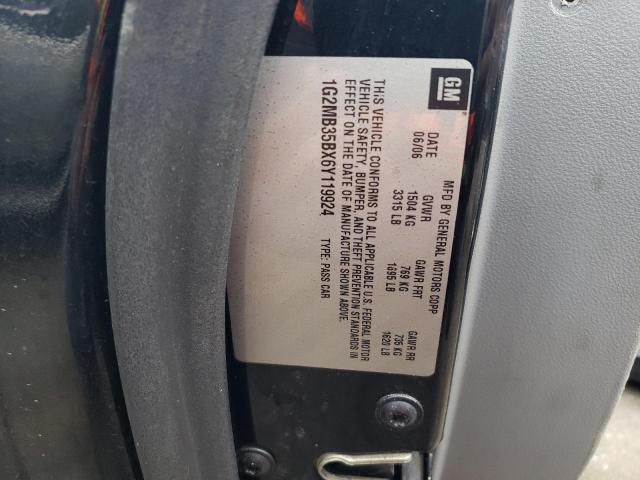 GM
MFD BY GENERAL MOTORS CORP
DATE GVWR GAWR FRT GAWR RR
06/06 1504 KG 769 KG 735 KG
3315 LB 1695 LB 1620 LB
THIS VEHICLE CONFORMS TO ALL APPLICABLE U.S. FEDERAL MOTOR
VEHICLE SAFETY, BUMPER, AND THEFT PREVENTION STANDARDS IN
EFFECT ON THE DATE OF MANUFACTURE SHOWN ABOVE.
1G2MB35BX6Y119924 TYPE: PASS CAR